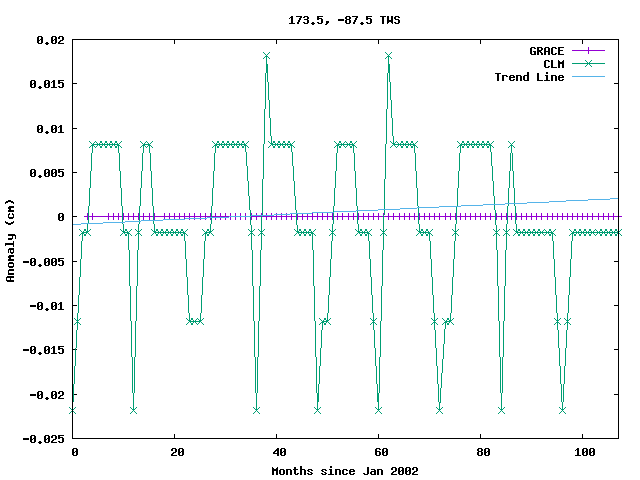 173.5, -87.5 TWS
GRACE
CLM
Trend Line
0.02
0.015
0.01
0.005
0
-0.005
-0.01
-0.015
-0.02
-0.025
Anomaly (cm)
0 20 40 60 80 100
Months since Jan 2002